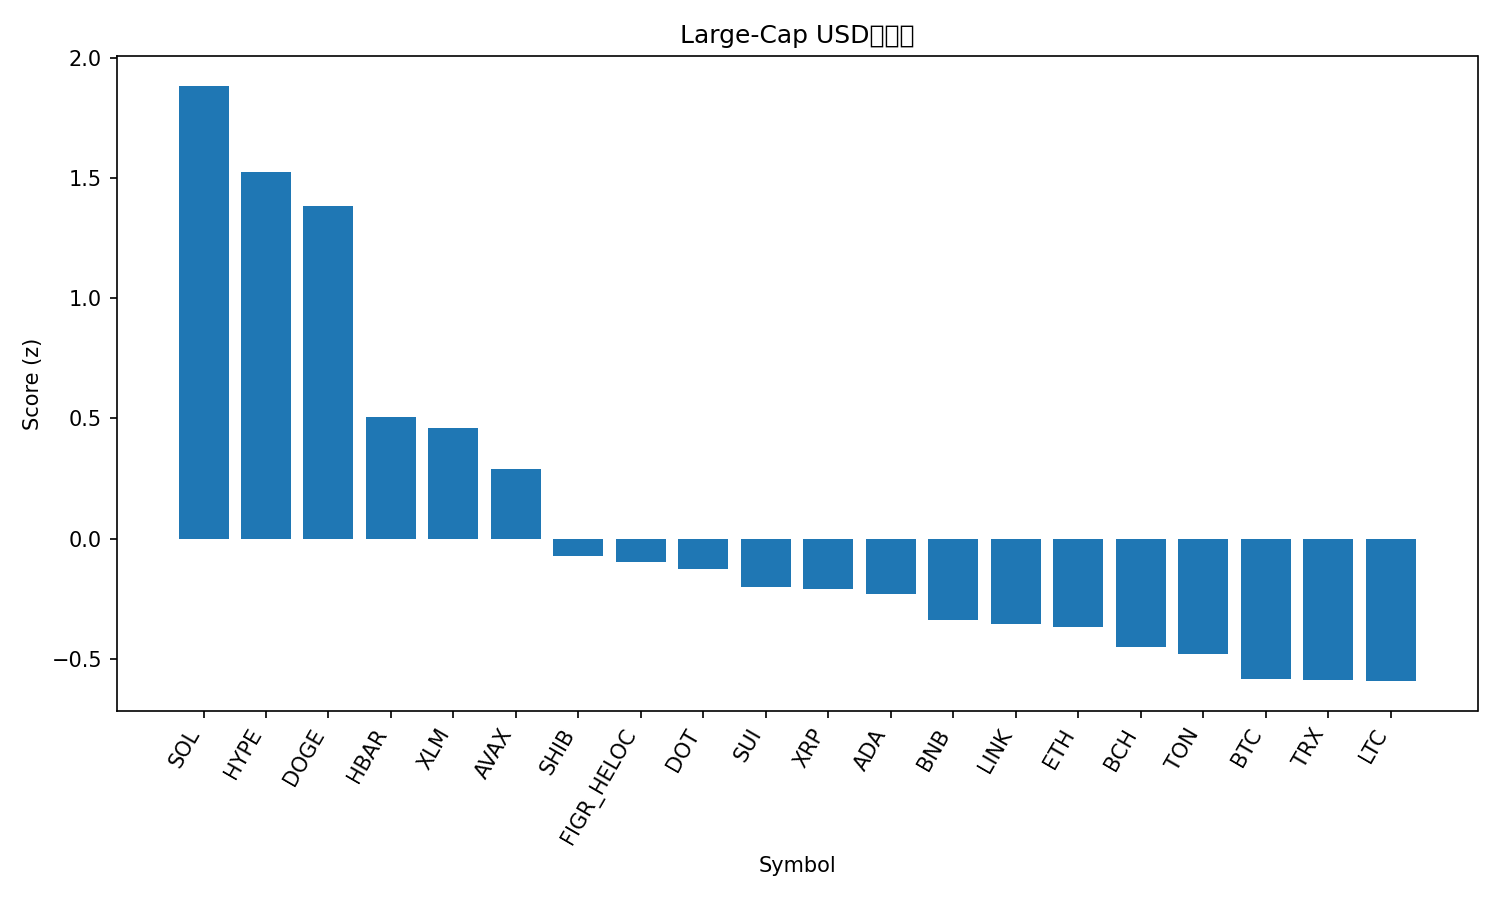 Large-Cap USD
2.0
1.5
1.0
0.5
0.0
−0.5
Score (z)
SOL
HYPE
DOGE
HBAR
XLM
AVAX
SHIB
FIGR_HELOC
DOT
SUI
XRP
ADA
BNB
LINK
ETH
BCH
TON
BTC
TRX
LTC
Symbol